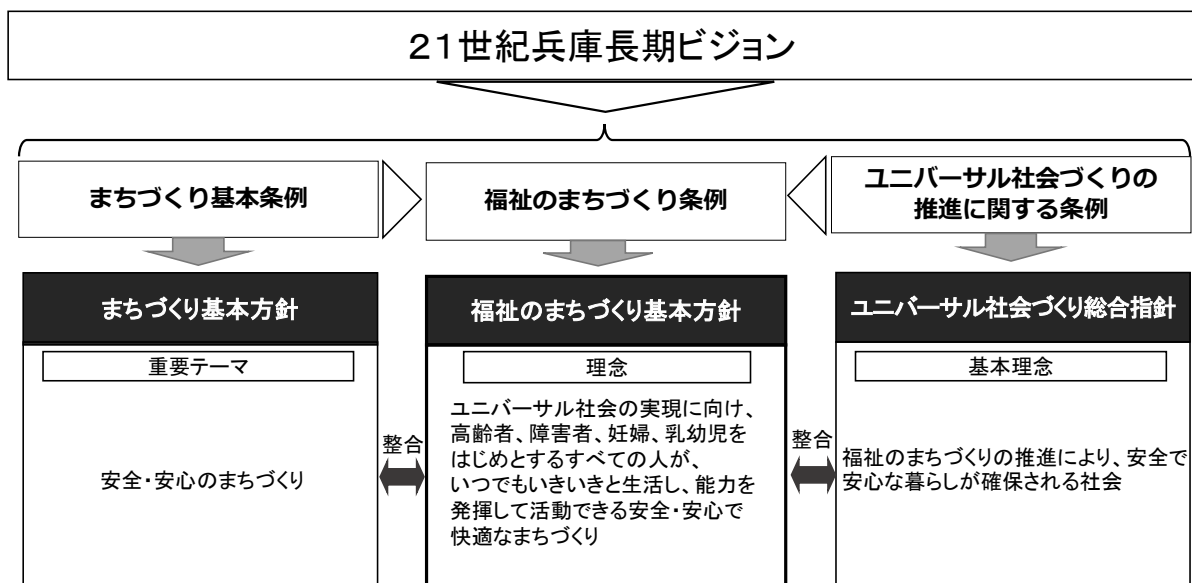 21世紀兵庫長期ビジョン
まちづくり基本条例
福祉のまちづくり条例
ユニバーサル社会づくりの
推進に関する条例
まちづくり基本方針
重要テーマ
安全・安心のまちづくり
整合
福祉のまちづくり基本方針
理念
ユニバーサル社会の実現に向け、
高齢者、障害者、妊婦、乳幼児を
はじめとするすべての人が、
いつでもいきいきと生活し、能力を
発揮して活動できる安全・安心で
快適なまちづくり
整合
ユニバーサル社会づくり総合指針
基本理念
福祉のまちづくりの推進により、安全で
安心な暮らしが確保される社会